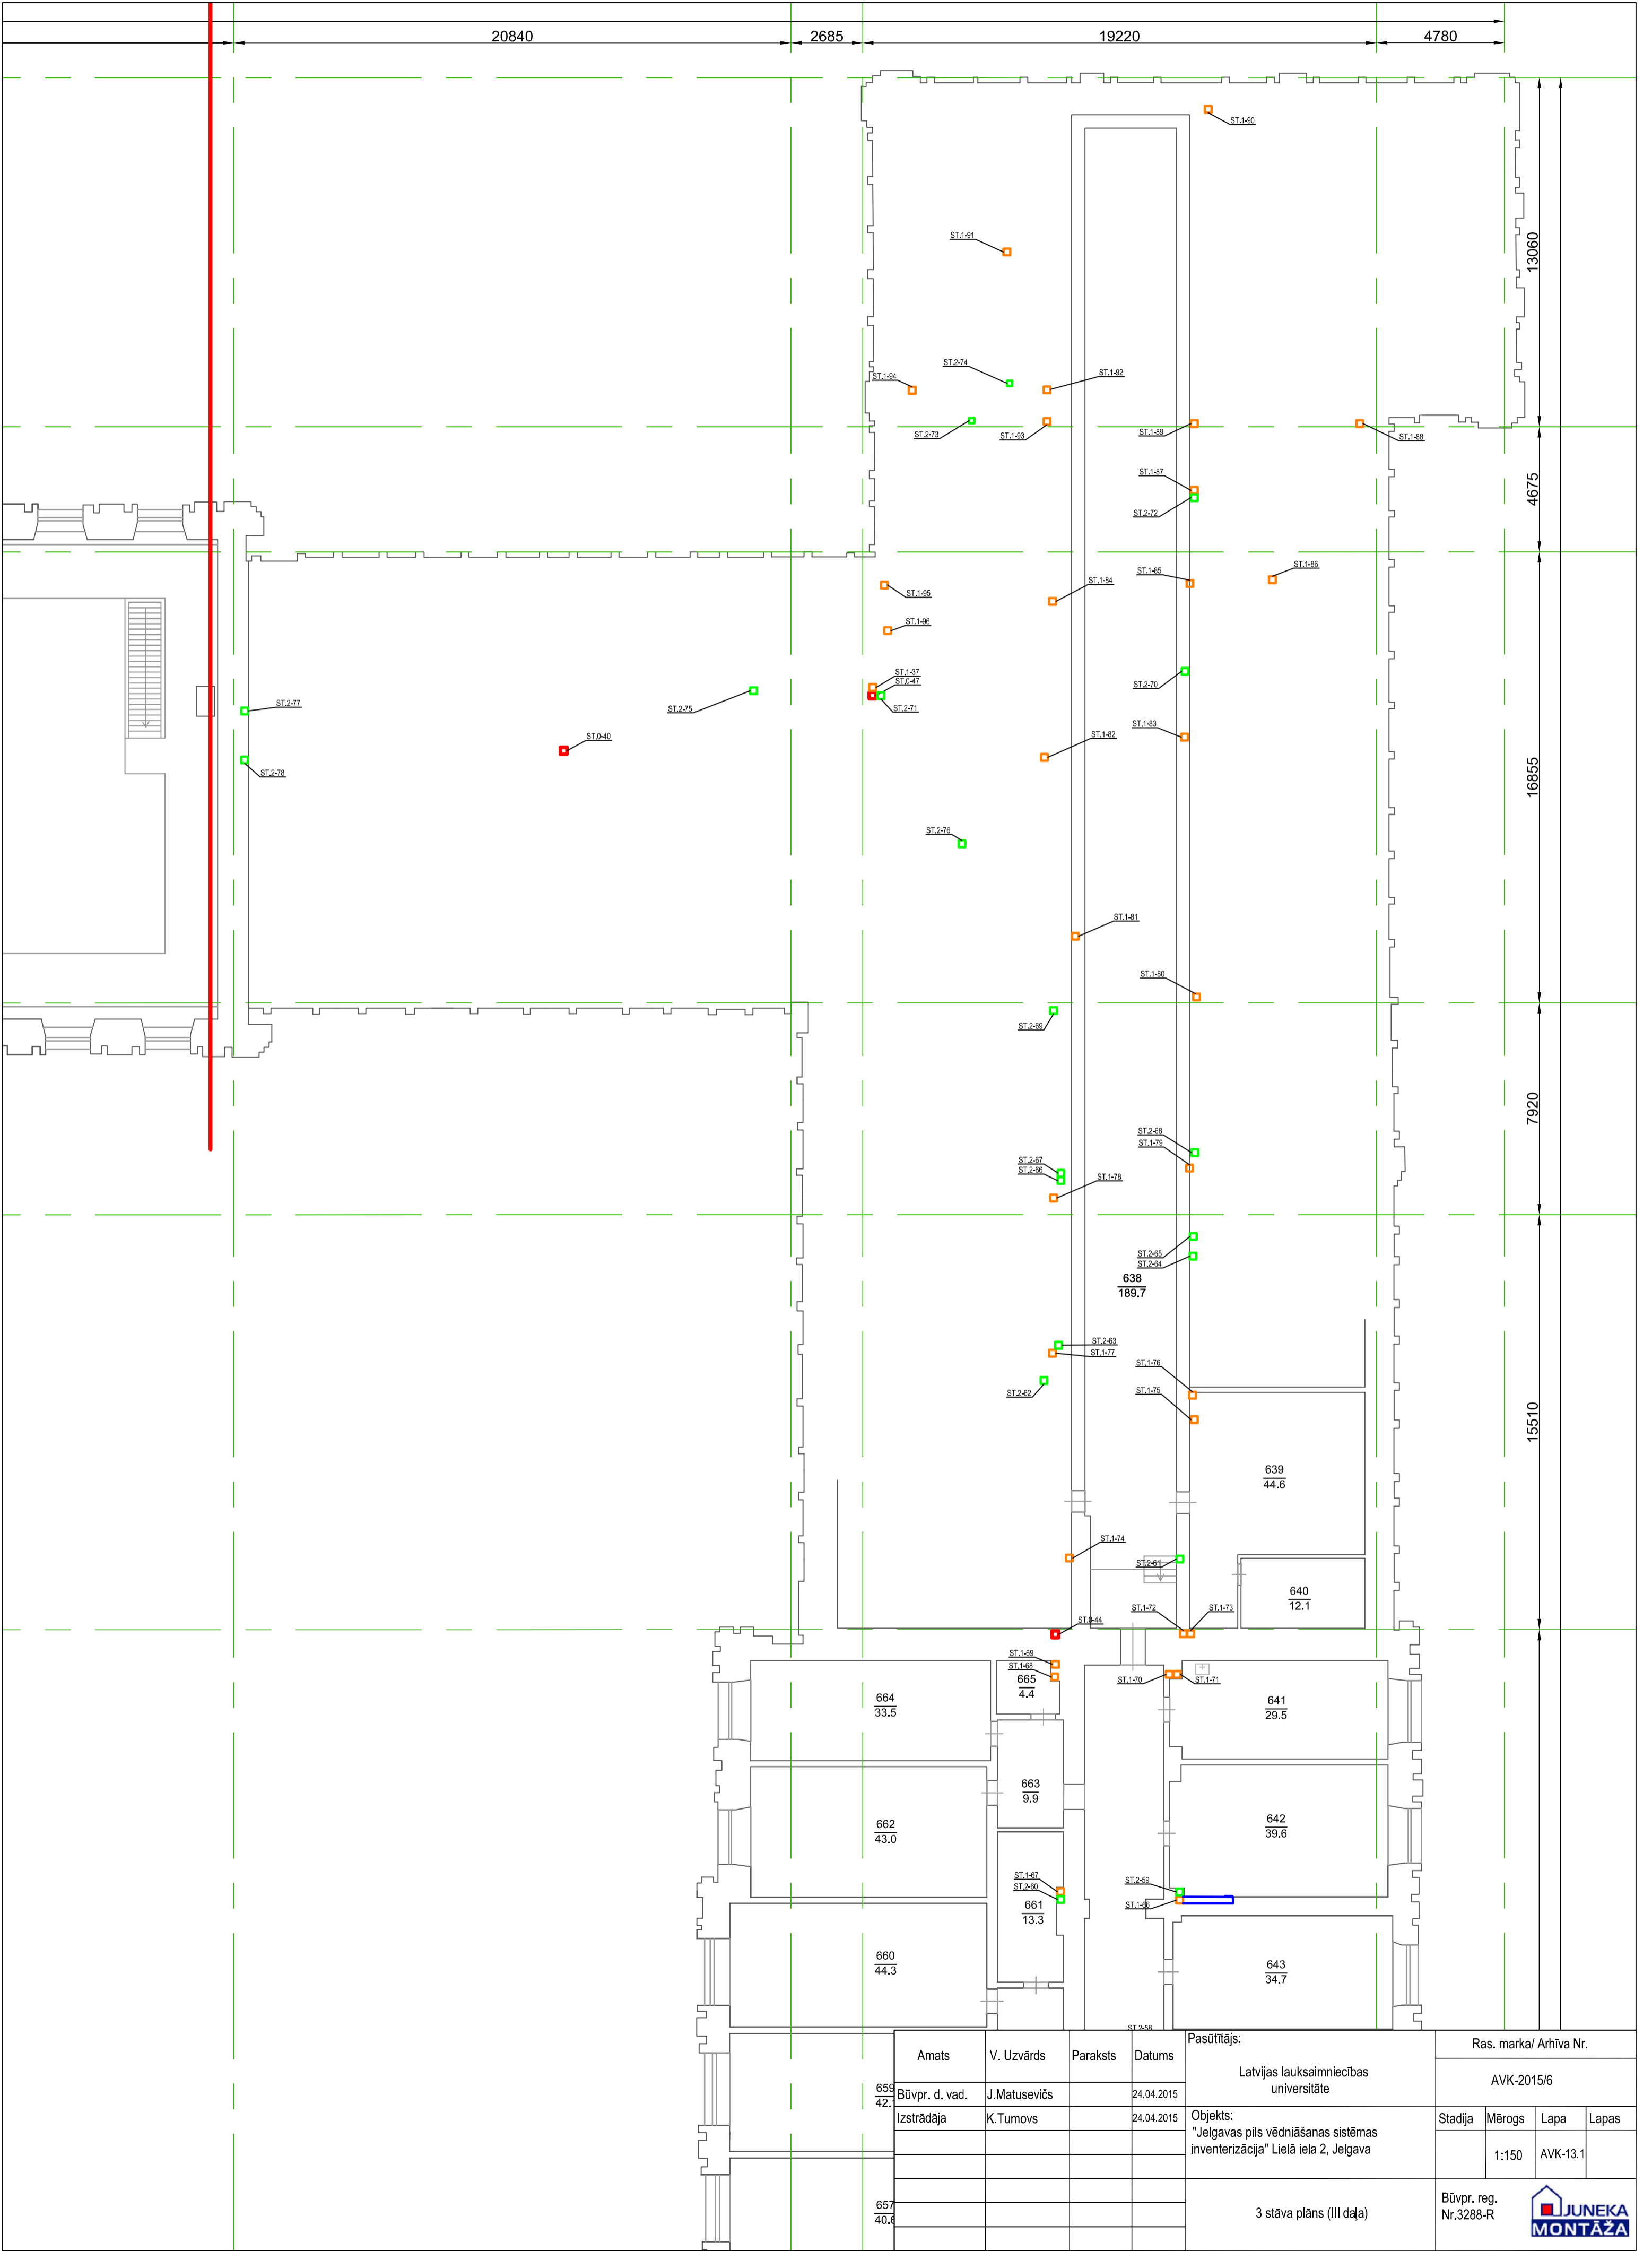 20840
2685
19220
4780
ST.1-90
13060
ST.1-91
ST.2-74
ST.1-94
ST.1-92
ST.2-73
ST.1-93
ST.1-89
ST.1-88
ST.1-87
4675
ST.2-72
ST.1-86
ST.1-85
ST.1-84
ST.1-95
ST.1-96
ST.1-37
ST.0-47
ST.2-70
ST.2-77
ST.2-75
ST.2-71
ST.1-83
ST.0-40
ST.1-82
ST.2-78
16855
ST.2-76
ST.1-81
ST.1-80
ST.2-69
7920
ST.2-68
ST.1-79
ST.2-67
ST.2-66
ST.1-78
ST.2-65
ST.2-64
638
189.7
ST.2-63
ST.1-77
ST.1-76
ST.2-62
ST.1-75
15510
639
44.6
ST.1-74
ST.2-61
640
12.1
ST.1-72
ST.1-73
ST.0-44
ST.1-69
ST.1-68
665
4.4
ST.1-70
ST.1-71
664
33.5
641
29.5
663
9.9
662
43.0
642
39.6
ST.1-67
ST.2-60
ST.2-59
ST.1-66
661
13.3
660
44.3
643
34.7
ST.2-58
659
42.
657
40.6
Amats
V. Uzvārds
Paraksts
Datums
Pasūtītājs:
Latvijas lauksaimniecības
universitāte
Ras. marka/ Arhīva Nr.
AVK-2015/6
Būvpr. d. vad.
J.Matusevičs
24.04.2015
Izstrādāja
K.Tumovs
24.04.2015
Objekts:
"Jelgavas pils vēdniāšanas sistēmas
inventerizācija" Lielā iela 2, Jelgava
Stadija
Mērogs
Lapa
Lapas
1:150
AVK-13.1
3 stāva plāns (III daļa)
Būvpr. reg.
Nr.3288-R
JUNEKA
MONTĀŽA